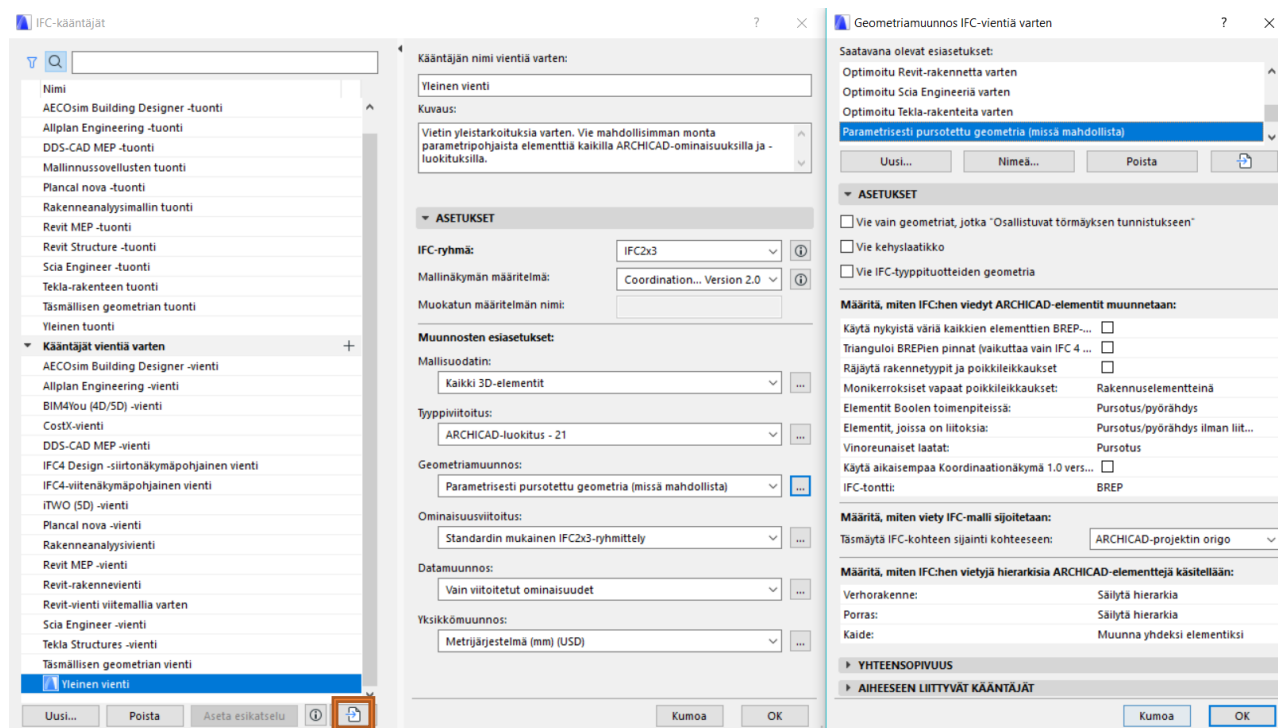 IFC-kääntäjät
Nimi
AECOsim Building Designer -tuonti
Allplan Engineering -tuonti
DDS-CAD MEP -tuonti
Mallinnussovellusten tuonti
Plancal nova -tuonti
Rakenneanalyysimallin tuonti
Revit MEP -tuonti
Revit Structure -tuonti
Scia Engineer -tuonti
Tekla-rakenteen tuonti
Täsmällisen geometrian tuonti
Yleinen tuonti
Kääntäjät vientiä varten
AECOsim Building Designer -vienti
Allplan Engineering -vienti
BIM4You (4D/5D) -vienti
CostX-vienti
DDS-CAD MEP -vienti
IFC4 Design -siirtonäkymäpohjainen vienti
IFC4-viitenäkymäpohjainen vienti
iTWO (5D) -vienti
Plancal nova -vienti
Rakenneanalyysivienti
Revit MEP -vienti
Revit-rakennevienti
Revit-vienti viitemallia varten
Scia Engineer -vienti
Tekla Structures -vienti
Täsmällisen geometrian vienti
Yleinen vienti
Uusi... Poista Aseta esikatselu
Kääntäjän nimi vientiä varten:
Yleinen vienti
Kuvaus:
Vietin yleistarkoituksia varten. Vie mahdollisimman monta
parametripohjaista elementtiä kaikilla ARCHICAD-ominaisuuksilla ja -
luokituksilla.
ASETUKSET
IFC-ryhmä: IFC2x3
Mallinäkymän määritelmä: Coordination... Version 2.0
Muokatun määritelmän nimi:
Muunnosten esiasetukset:
Mallisuodatin:
Kaikki 3D-elementit ...
Tyyppiviitoitus:
ARCHICAD-luokitus - 21 ...
Geometriamuunnos:
Parametrisesti pursotettu geometria (missä mahdollista) ...
Ominaisuusviitoitus:
Standardin mukainen IFC2x3-ryhmittely ...
Datamuunnos:
Vain viitoitetut ominaisuudet ...
Yksikkömuunnos:
Metrijärjestelmä (mm) (USD) ...
Kumoa OK
Geometriamuunnos IFC-vientiä varten
Saatavana olevat esiasetukset:
Optimoitu Revit-rakennetta varten
Optimoitu Scia Engineeriä varten
Optimoitu Tekla-rakenteita varten
Parametrisesti pursotettu geometria (missä mahdollista)
Uusi... Nimeä... Poista
ASETUKSET
Vie vain geometriat, jotka "Osallistuvat törmäyksen tunnistukseen"
Vie kehyslaatikko
Vie IFC-tyyppituotteiden geometria
Määritä, miten IFC:hen viedyt ARCHICAD-elementit muunnetaan:
Käytä nykyistä väriä kaikkien elementtien BREP-...
Trianguloi BREPien pinnat (vaikuttaa vain IFC 4 ...
Räjäytä rakennetyypit ja poikkileikkaukset
Monikerroksiset vapaat poikkileikkaukset: Rakennuselementteinä
Elementit Boolen toimenpiteissä: Pursotus/pyörähdys
Elementit, joissa on liitoksia: Pursotus/pyörähdys ilman liit...
Vinoreunaiset laatat: Pursotus
Käytä aikaisempaa Koordinaationäkymä 1.0 vers...
IFC-tontti: BREP
Määritä, miten viety IFC-malli sijoitetaan:
Täsmäytä IFC-kohteen sijainti kohteeseen: ARCHICAD-projektin origo
Määritä, miten IFC:hen vietyjä hierarkisia ARCHICAD-elementtejä käsitellään:
Verhorakenne: Säilytä hierarkia
Porras: Säilytä hierarkia
Kaide: Muunna yhdeksi elementiksi
YHTEENSOPIVUUS
AIHEESEEN LIITTYVÄT KÄÄNTÄJÄT
Kumoa OK